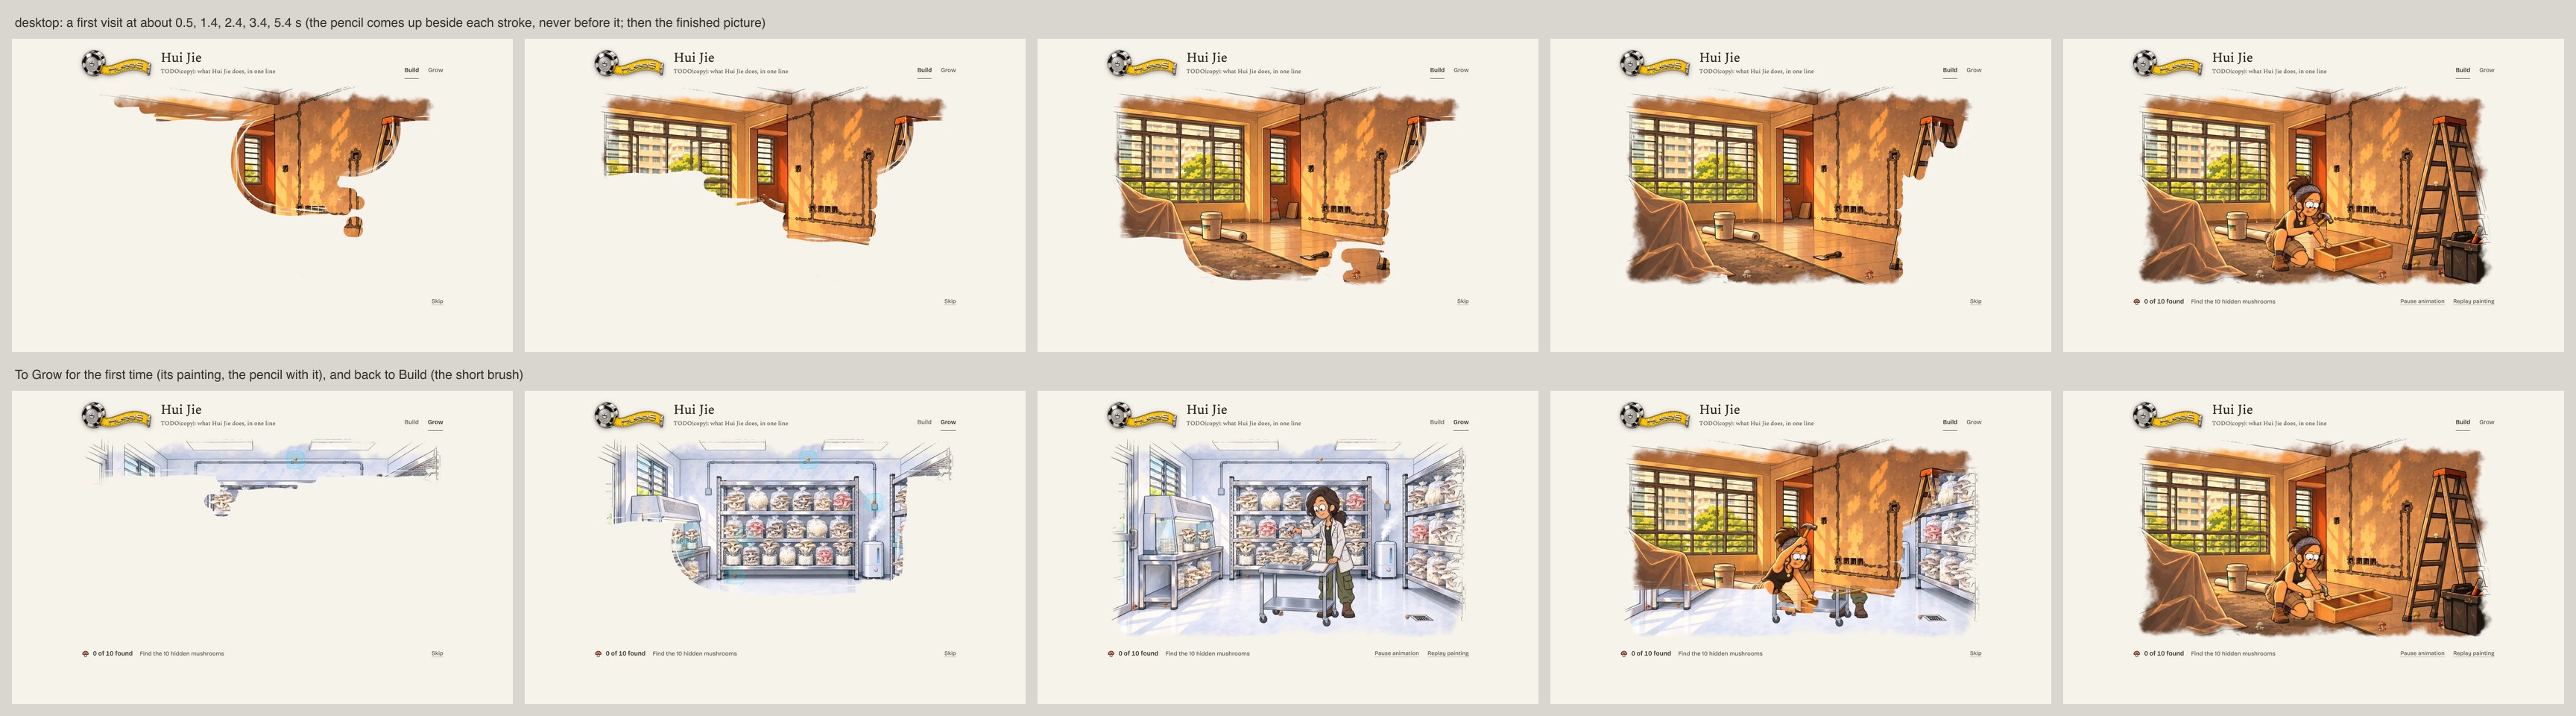 desktop: a first visit at about 0.5, 1.4, 2.4, 3.4, 5.4 s (the pencil comes up beside each stroke, never before it; then the finished picture)
Hui Jie
TODO(copy): what Hui Jie does, in one line
Build Grow
Skip
Hui Jie
TODO(copy): what Hui Jie does, in one line
Build Grow
Skip
Hui Jie
TODO(copy): what Hui Jie does, in one line
Build Grow
Skip
Hui Jie
TODO(copy): what Hui Jie does, in one line
Build Grow
Skip
Hui Jie
TODO(copy): what Hui Jie does, in one line
Build Grow
0 of 10 found Find the 10 hidden mushrooms Pause animation Replay painting
To Grow for the first time (its painting, the pencil with it), and back to Build (the short brush)
Hui Jie
TODO(copy): what Hui Jie does, in one line
Build Grow
0 of 10 found Find the 10 hidden mushrooms Skip
Hui Jie
TODO(copy): what Hui Jie does, in one line
Build Grow
0 of 10 found Find the 10 hidden mushrooms Skip
Hui Jie
TODO(copy): what Hui Jie does, in one line
Build Grow
0 of 10 found Find the 10 hidden mushrooms Pause animation Replay painting
Hui Jie
TODO(copy): what Hui Jie does, in one line
Build Grow
0 of 10 found Find the 10 hidden mushrooms Skip
Hui Jie
TODO(copy): what Hui Jie does, in one line
Build Grow
0 of 10 found Find the 10 hidden mushrooms Pause animation Replay painting